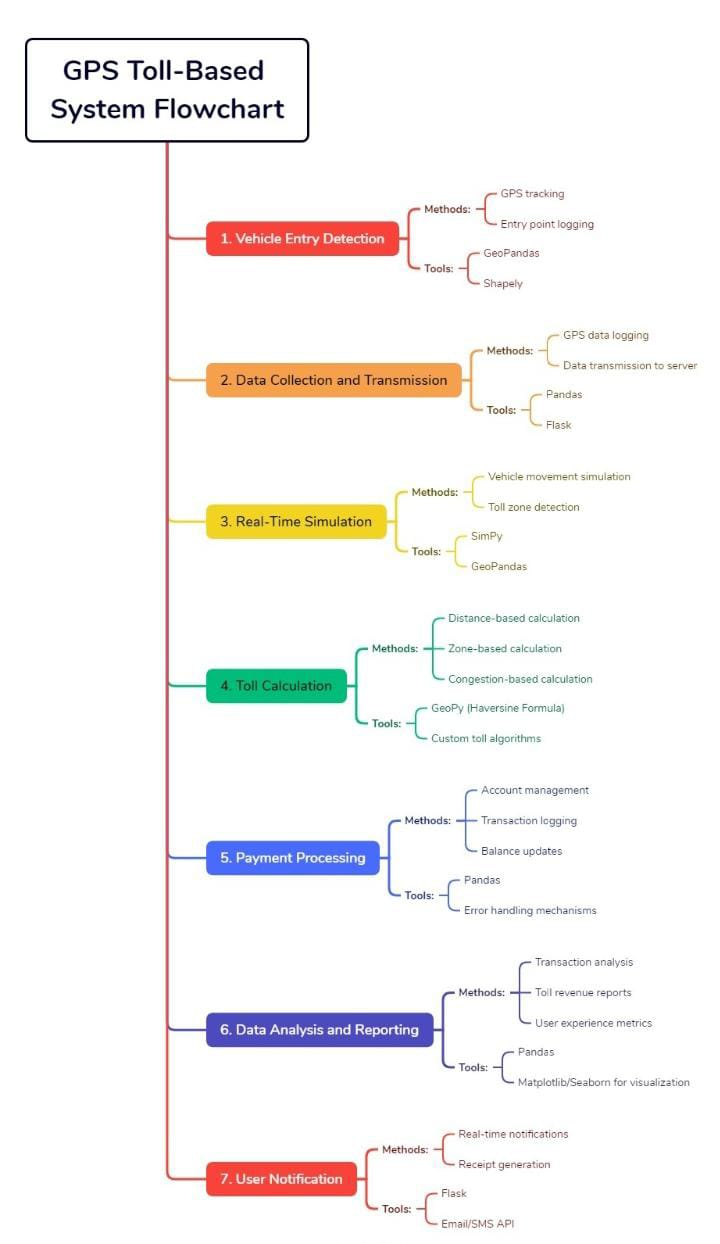 GPS Toll-Based
System Flowchart
1. Vehicle Entry Detection
Methods:
GPS tracking
Entry point logging
Tools:
GeoPandas
Shapely
2. Data Collection and Transmission
Methods:
GPS data logging
Data transmission to server
Tools:
Pandas
Flask
3. Real-Time Simulation
Methods:
Vehicle movement simulation
Toll zone detection
Tools:
SimPy
GeoPandas
4. Toll Calculation
Methods:
Distance-based calculation
Zone-based calculation
Congestion-based calculation
Tools:
GeoPy (Haversine Formula)
Custom toll algorithms
5. Payment Processing
Methods:
Account management
Transaction logging
Balance updates
Tools:
Pandas
Error handling mechanisms
6. Data Analysis and Reporting
Methods:
Transaction analysis
Toll revenue reports
User experience metrics
Tools:
Pandas
Matplotlib/Seaborn for visualization
7. User Notification
Methods:
Real-time notifications
Receipt generation
Tools:
Flask
Email/SMS API